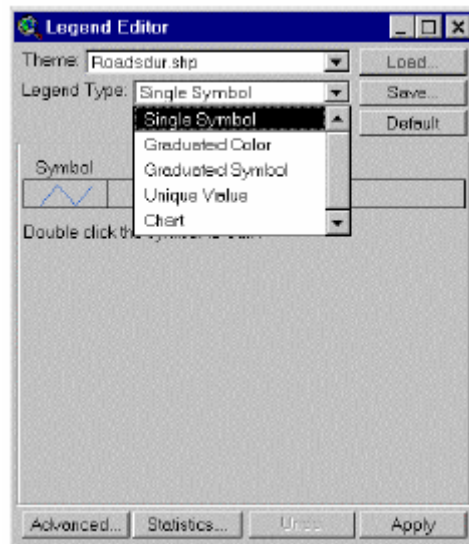 Legend Editor
Theme: Roadsdur.shp
Load...
Legend Type: Single Symbol
Save...
Single Symbol
Default
Graduated Color
Graduated Symbol
Unique Value
Chart
Symbol
Double click the
Advanced...
Statistics...
Undo
Apply